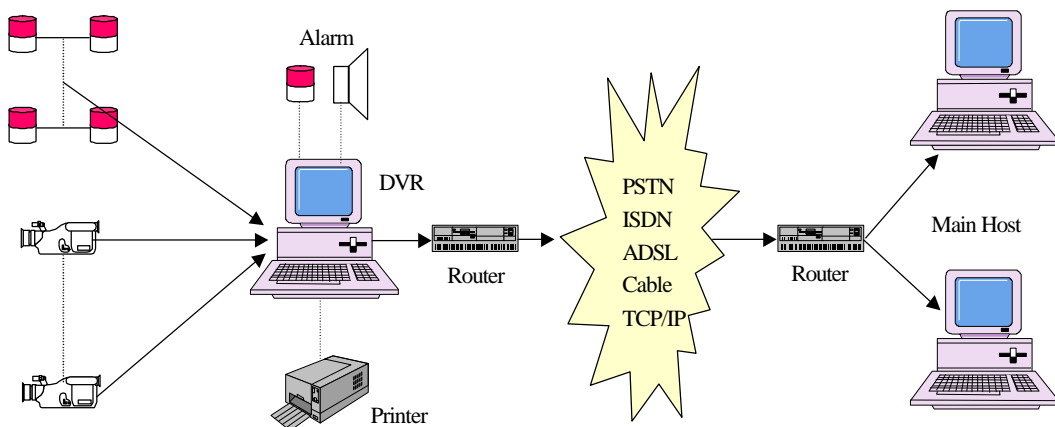 Alarm
DVR
Router
Printer
PSTN
ISDN
ADSL
Cable
TCP/IP
Router
Main Host